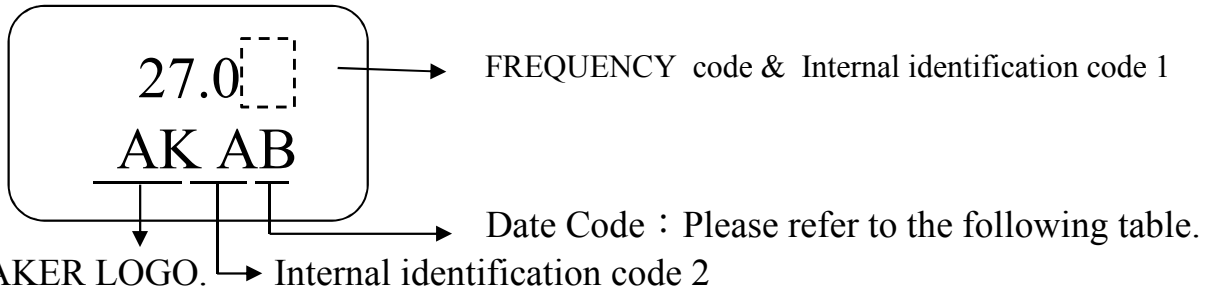 27.0
FREQUENCY code & Internal identification code 1
AK AB
Date Code：Please refer to the following table.
AKER LOGO.
Internal identification code 2